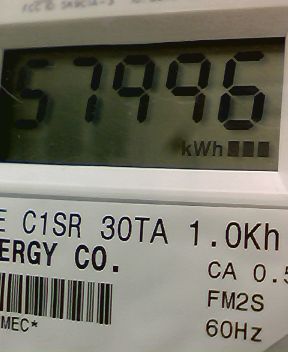 57996
kWh
E C1SR 30TA 1.0Kh
ERGY CO.
CA 0.5
FM2S
MEC*
60Hz